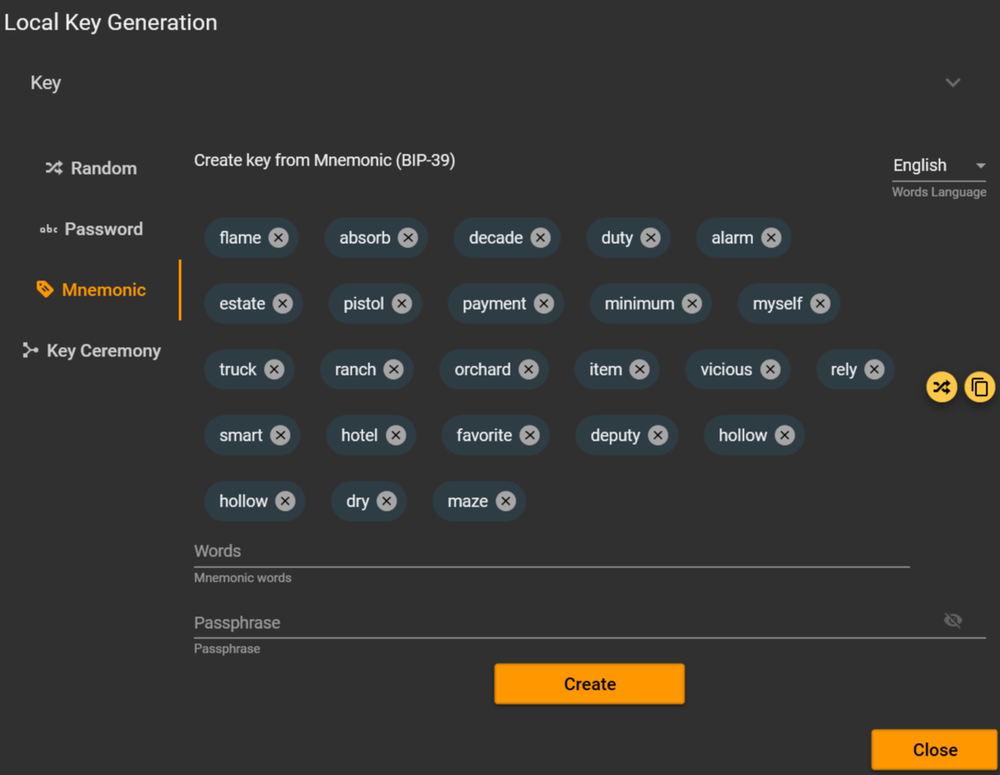 Local Key Generation
Key
Random
Create key from Mnemonic (BIP-39)
English
Words Language
abc Password
flame absorb decade duty alarm
Mnemonic
estate pistol payment minimum myself
Key Ceremony
truck ranch orchard item vicious rely
smart hotel favorite deputy hollow
hollow dry maze
Words
Mnemonic words
Passphrase
Passphrase
Create
Close